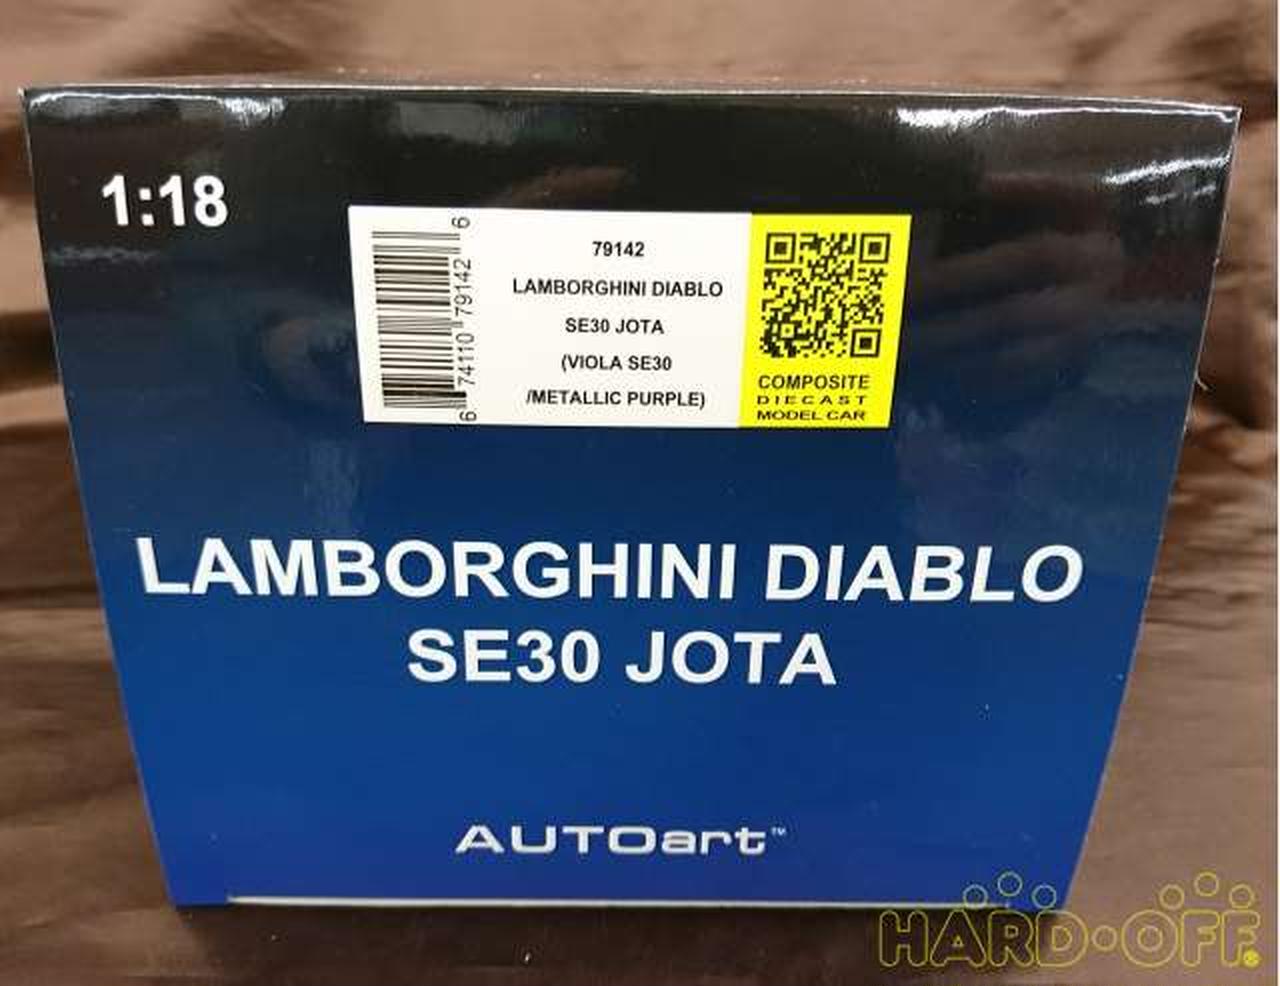 1:18
6 74110 79142 6
79142
LAMBORGHINI DIABLO
SE30 JOTA
(VIOLA SE30
/METALLIC PURPLE)
COMPOSITE
DIECAST
MODEL CAR
LAMBORGHINI DIABLO
SE30 JOTA
AUTOart™
HARD·OFF®